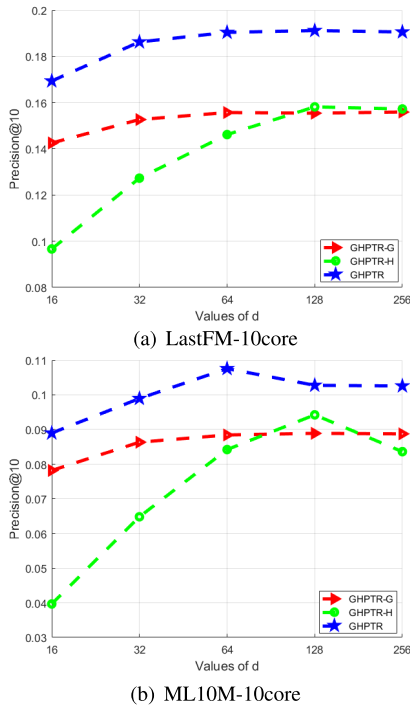 0.2
0.18
0.16
0.14
0.12
0.1
0.08
Precision@10
16 32 64 128 256
Values of d
GHPTR-G
GHPTR-H
GHPTR
(a) LastFM-10core
0.11
0.1
0.09
0.08
0.07
0.06
0.05
0.04
0.03
Precision@10
16 32 64 128 256
Values of d
GHPTR-G
GHPTR-H
GHPTR
(b) ML10M-10core